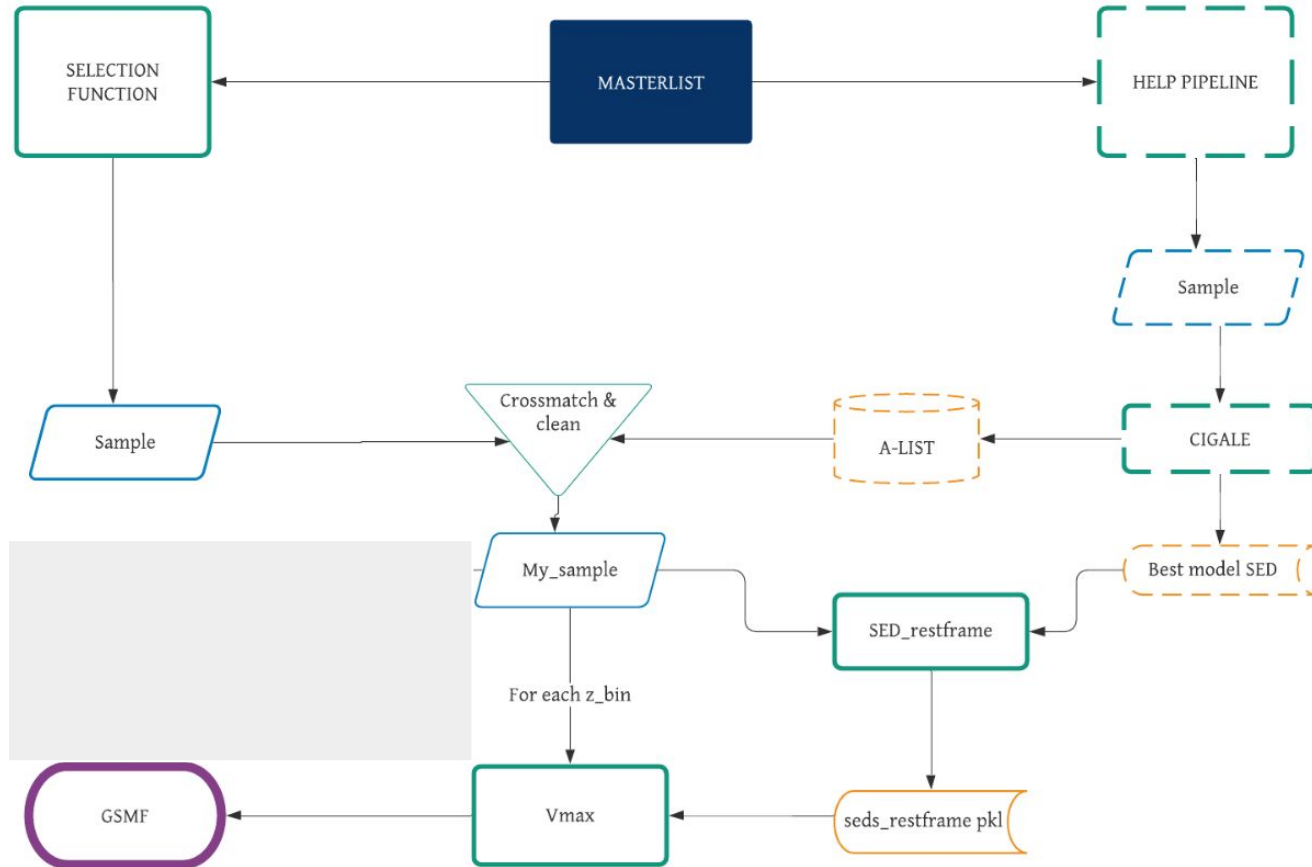 SELECTION
FUNCTION
MASTERLIST
HELP PIPELINE
Sample
Sample
Crossmatch &
clean
A-LIST
CIGALE
My_sample
Best model SED
SED_restframe
For each z_bin
GSMF
Vmax
seds_restframe pkl